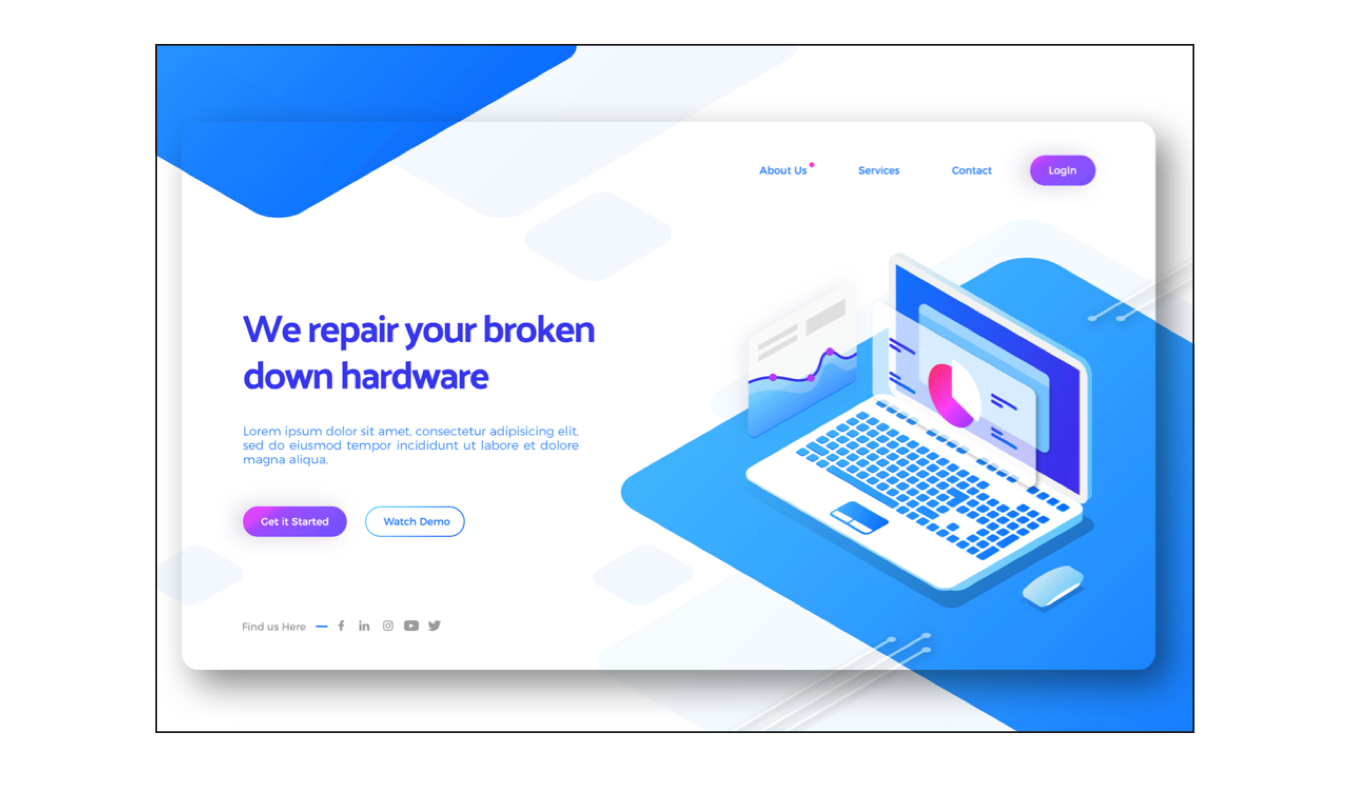 About Us Services Contact LogIn
We repair your broken
down hardware
Lorem ipsum dolor sit amet, consectetur adipisicing elit,
sed do eiusmod tempor incididunt ut labore et dolore
magna aliqua.
Get it Started Watch Demo
Find us Here